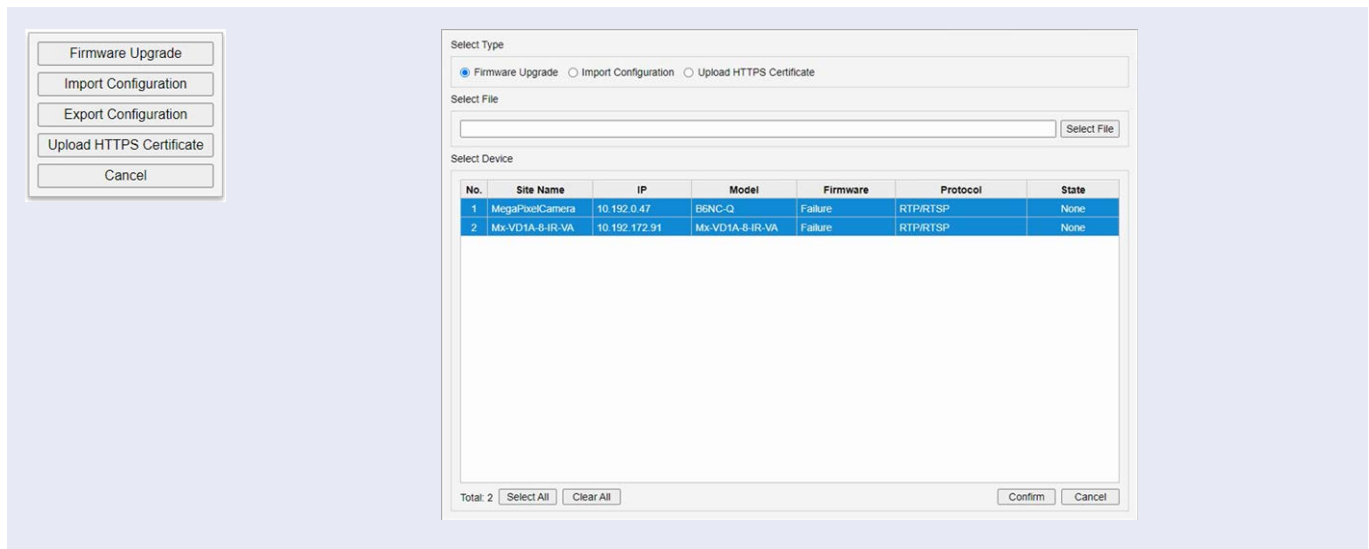 Firmware Upgrade
Import Configuration
Export Configuration
Upload HTTPS Certificate
Cancel
Select Type
Firmware Upgrade Import Configuration Upload HTTPS Certificate
Select File
Select File
Select Device
No. Site Name IP Model Firmware Protocol State
1 MegaPixelCamera 10.192.0.47 B6NC-Q Failure RTP/RTSP None
2 Mx-VD1A-8-IR-VA 10.192.172.91 Mx-VD1A-8-IR-VA Failure RTP/RTSP None
Total: 2 Select All Clear All Confirm Cancel